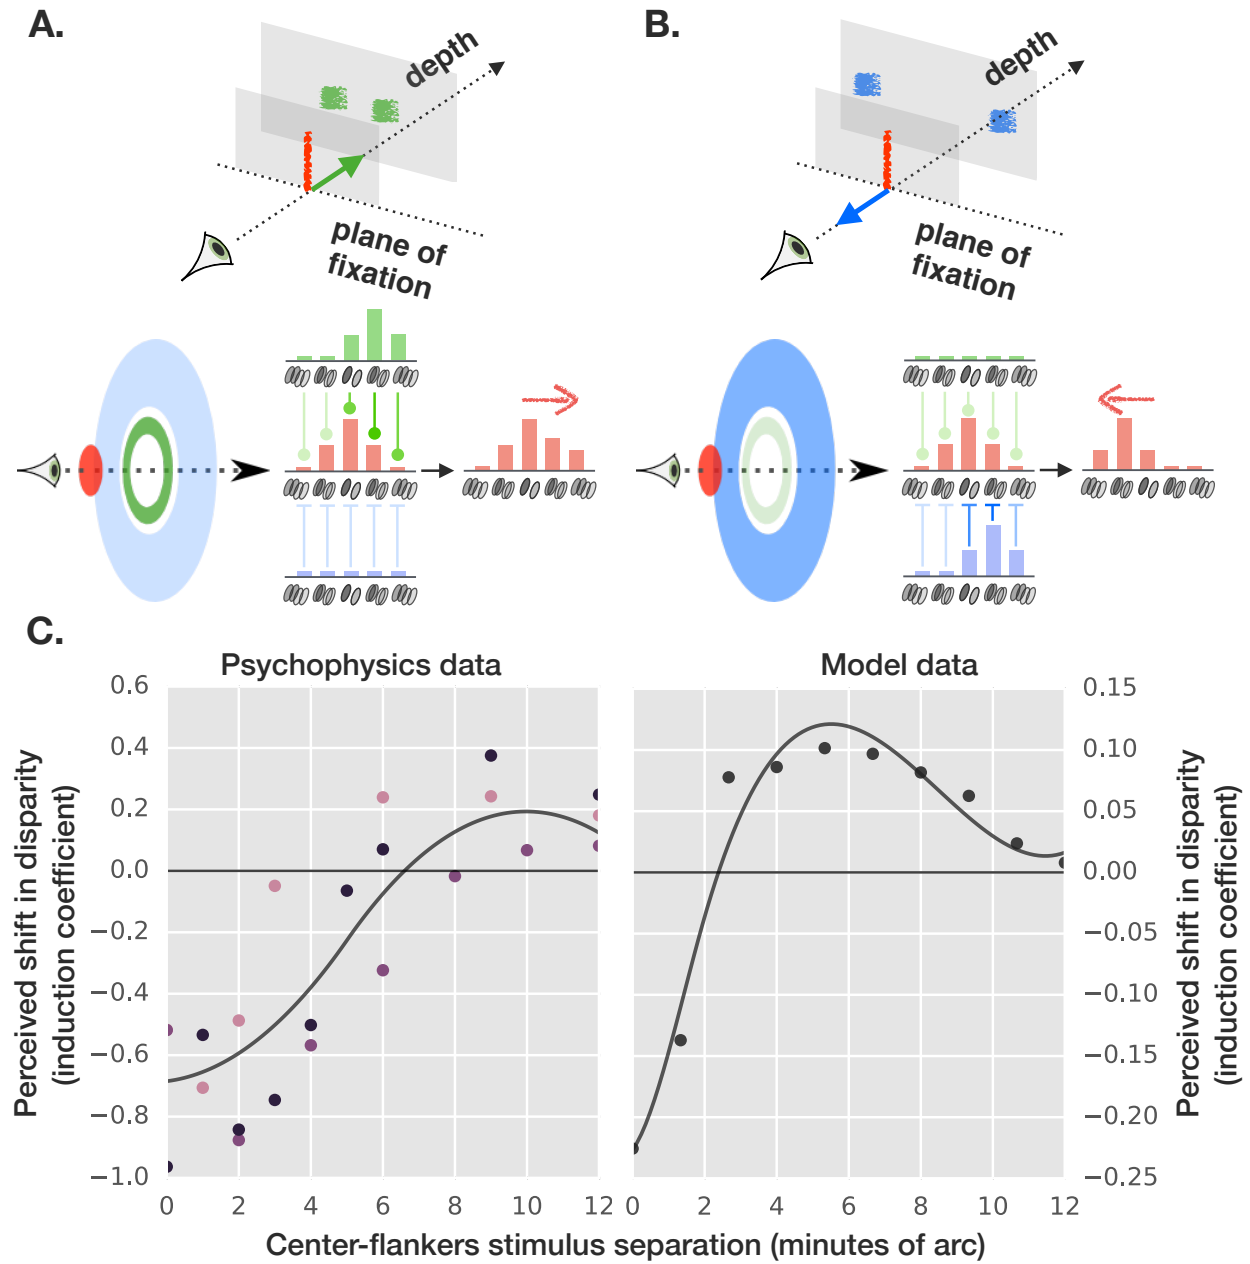 A.
depth
plane of
fixation
B.
depth
plane of
fixation
C.
Psychophysics data
Perceived shift in disparity
(induction coefficient)
0.6
0.4
0.2
0.0
−0.2
−0.4
−0.6
−0.8
−1.0
0 2 4 6 8 10 12
Model data
0.15
0.10
0.05
0.00
−0.05
−0.10
−0.15
−0.20
−0.25
0 2 4 6 8 10 12
Perceived shift in disparity
(induction coefficient)
Center-flankers stimulus separation (minutes of arc)